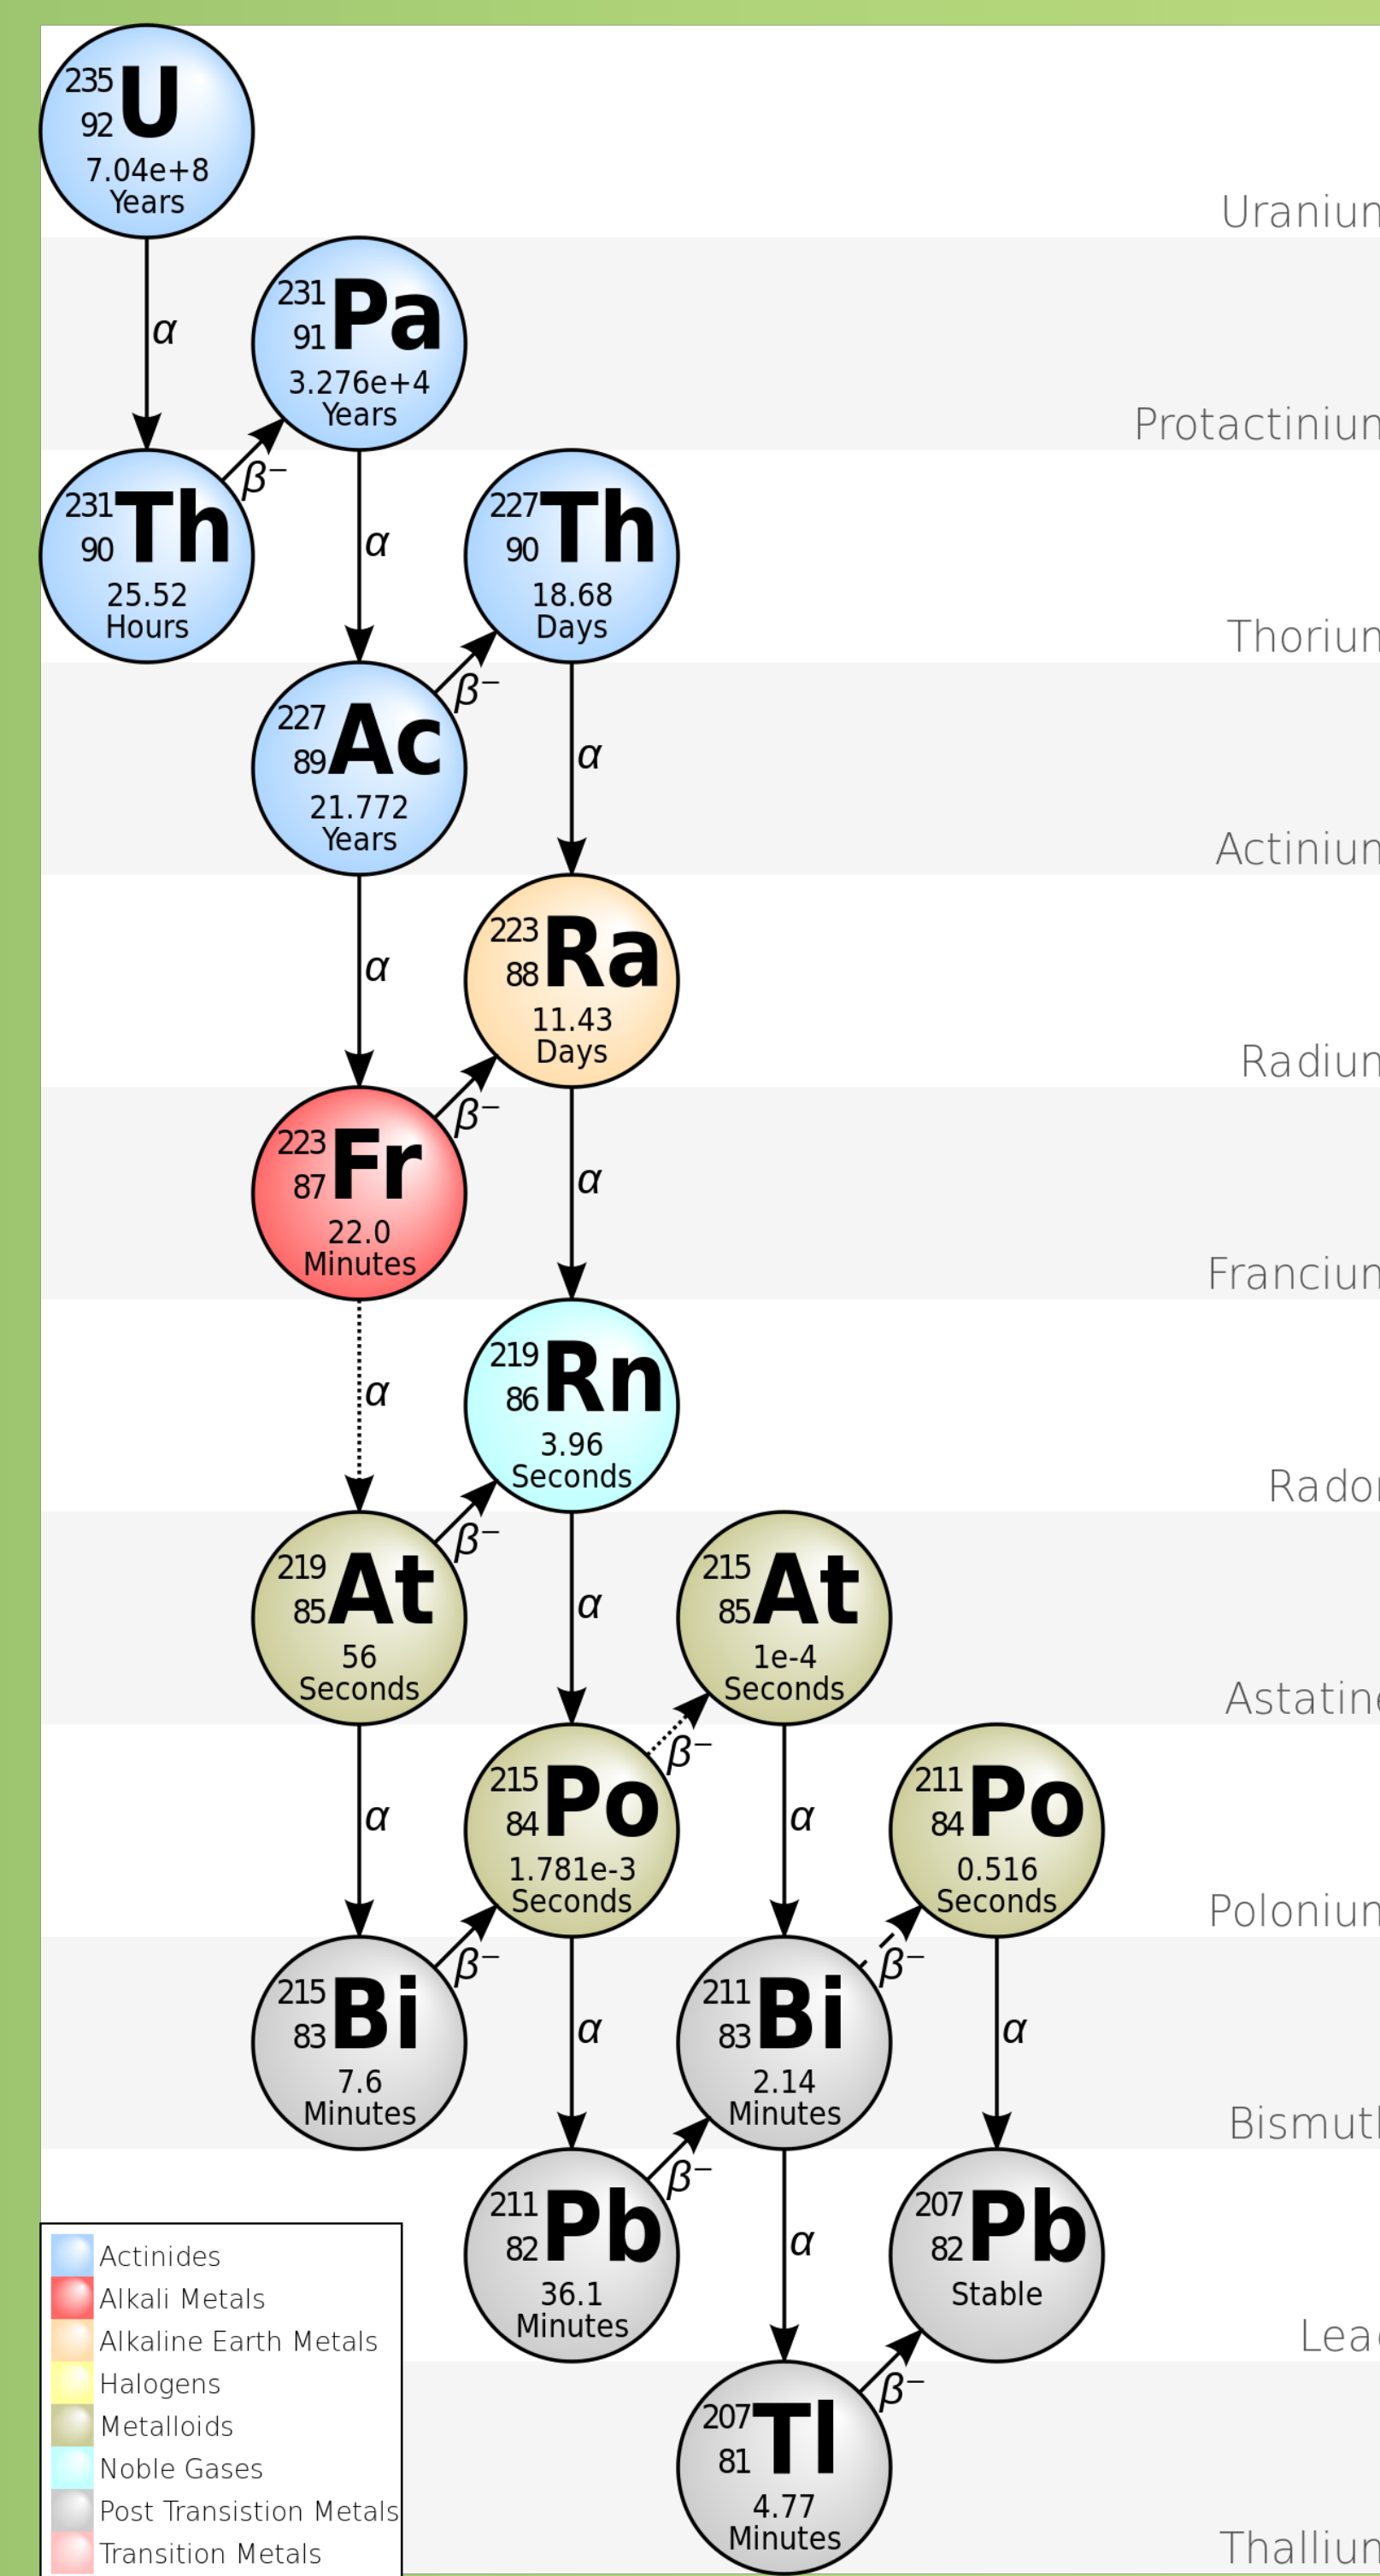 235
92 U
7.04e+8
Years
Uraniun
α
231
91 Pa
3.276e+4
Years
Protactiniun
β−
231
90 Th
25.52
Hours
α
227
90 Th
18.68
Days
Thoriun
β−
227
89 Ac
21.772
Years
α
Actiniun
α
223
88 Ra
11.43
Days
Radiun
β−
223
87 Fr
22.0
Minutes
α
Franciun
α
219
86 Rn
3.96
Seconds
Rador
β−
219
85 At
56
Seconds
α
215
85 At
1e-4
Seconds
Astatine
β−
α
215
84 Po
1.781e-3
Seconds
α
211
84 Po
0.516
Seconds
Poloniun
β−
β−
215
83 Bi
7.6
Minutes
α
211
83 Bi
2.14
Minutes
α
Bismutl
β−
211
82 Pb
36.1
Minutes
α
207
82 Pb
Stable
Lea
β−
207
81 Tl
4.77
Minutes
Thalliun
Actinides
Alkali Metals
Alkaline Earth Metals
Halogens
Metalloids
Noble Gases
Post Transistion Metals
Transition Metals